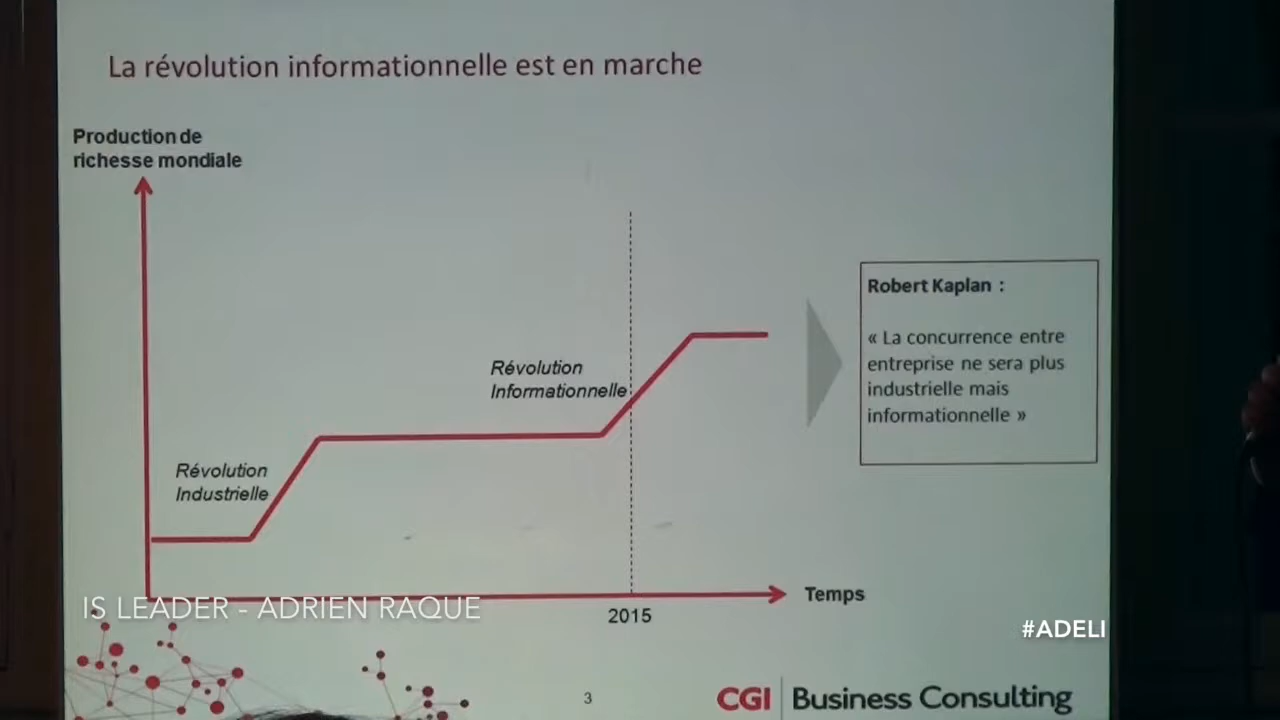 La révolution informationnelle est en marche
Production de
richesse mondiale
Révolution
Informationnelle
Révolution
Industrielle
Robert Kaplan :
« La concurrence entre
entreprise ne sera plus
industrielle mais
informationnelle »
Temps
2015
IS LEADER - ADRIEN RAQUE
#ADELI
3
CGI Business Consulting